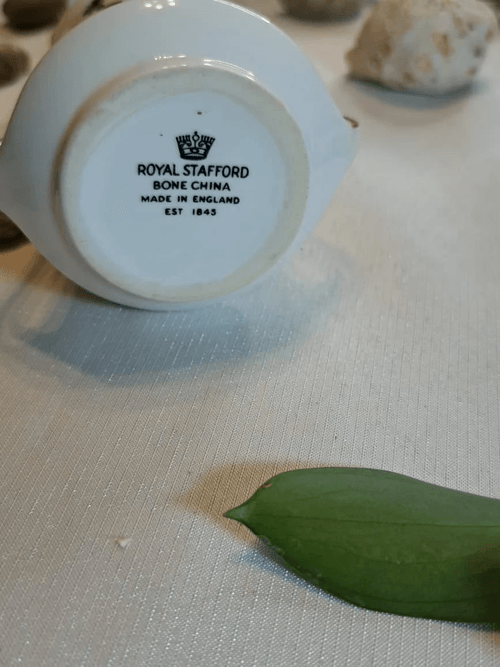 ROYAL STAFFORD
BONE CHINA
MADE IN ENGLAND
EST 1845